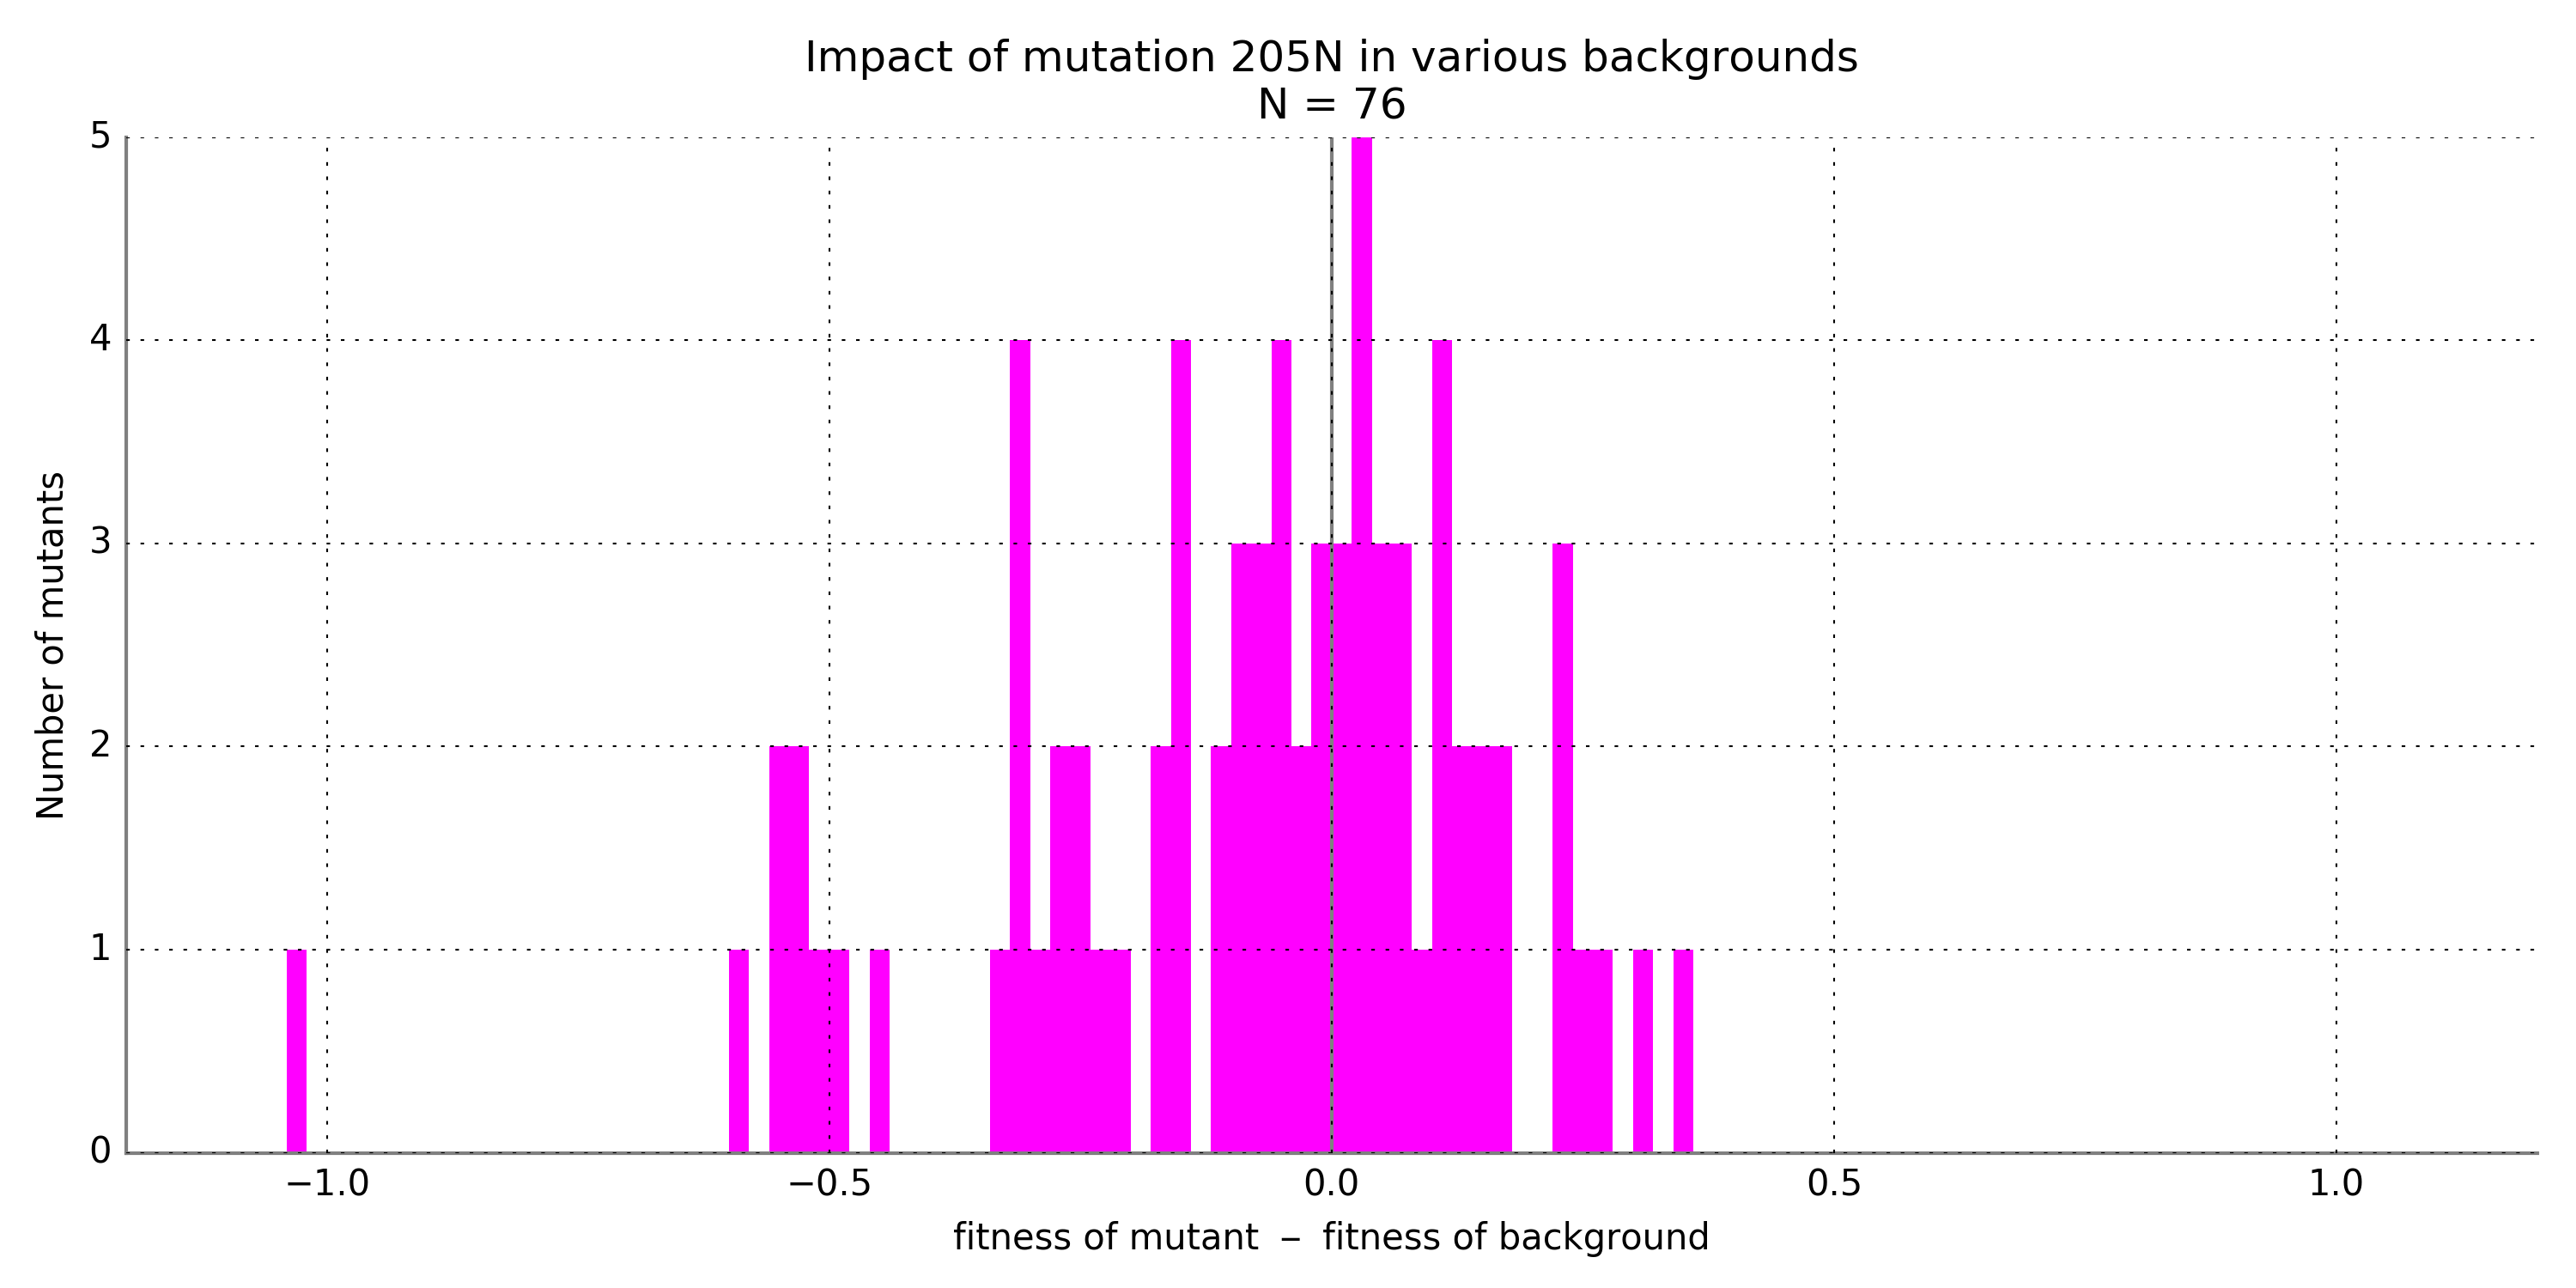 Impact of mutation 205N in various backgrounds
N = 76
5
4
3
2
1
0
Number of mutants
−1.0 −0.5 0.0 0.5 1.0
fitness of mutant – fitness of background